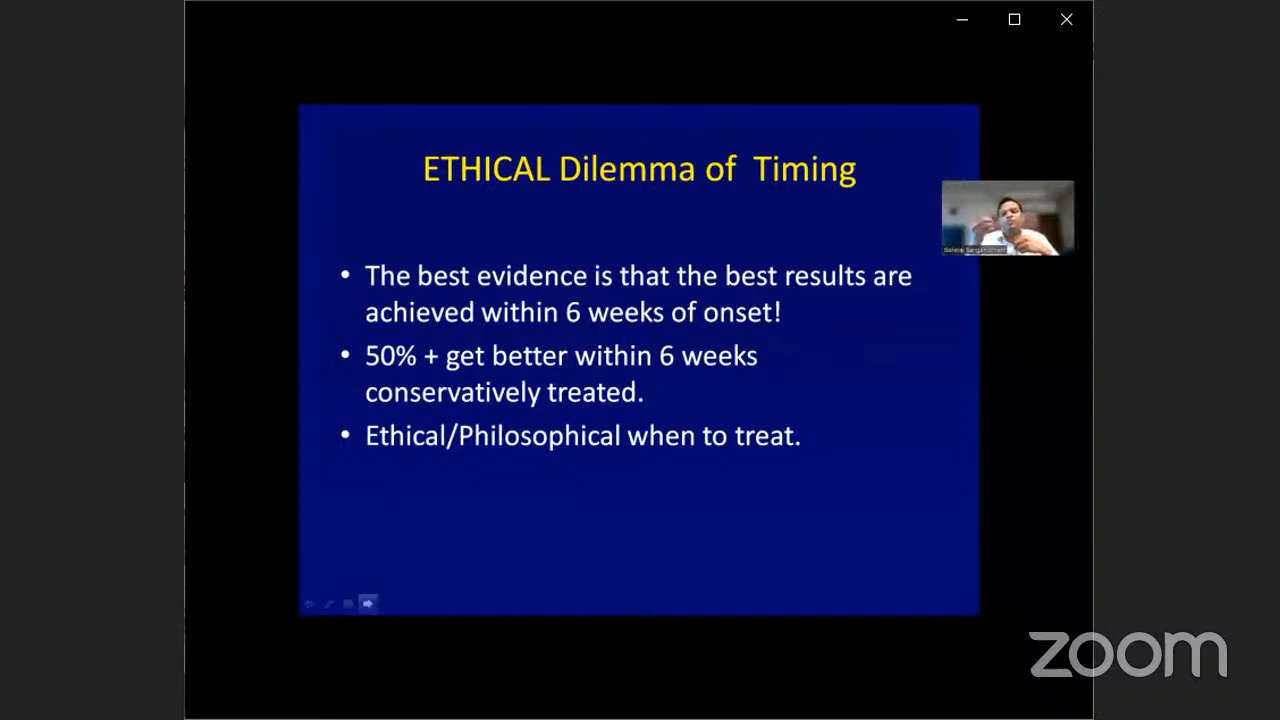 ETHICAL Dilemma of Timing
• The best evidence is that the best results are
achieved within 6 weeks of onset!
• 50% + get better within 6 weeks
conservatively treated.
• Ethical/Philosophical when to treat.
zoom